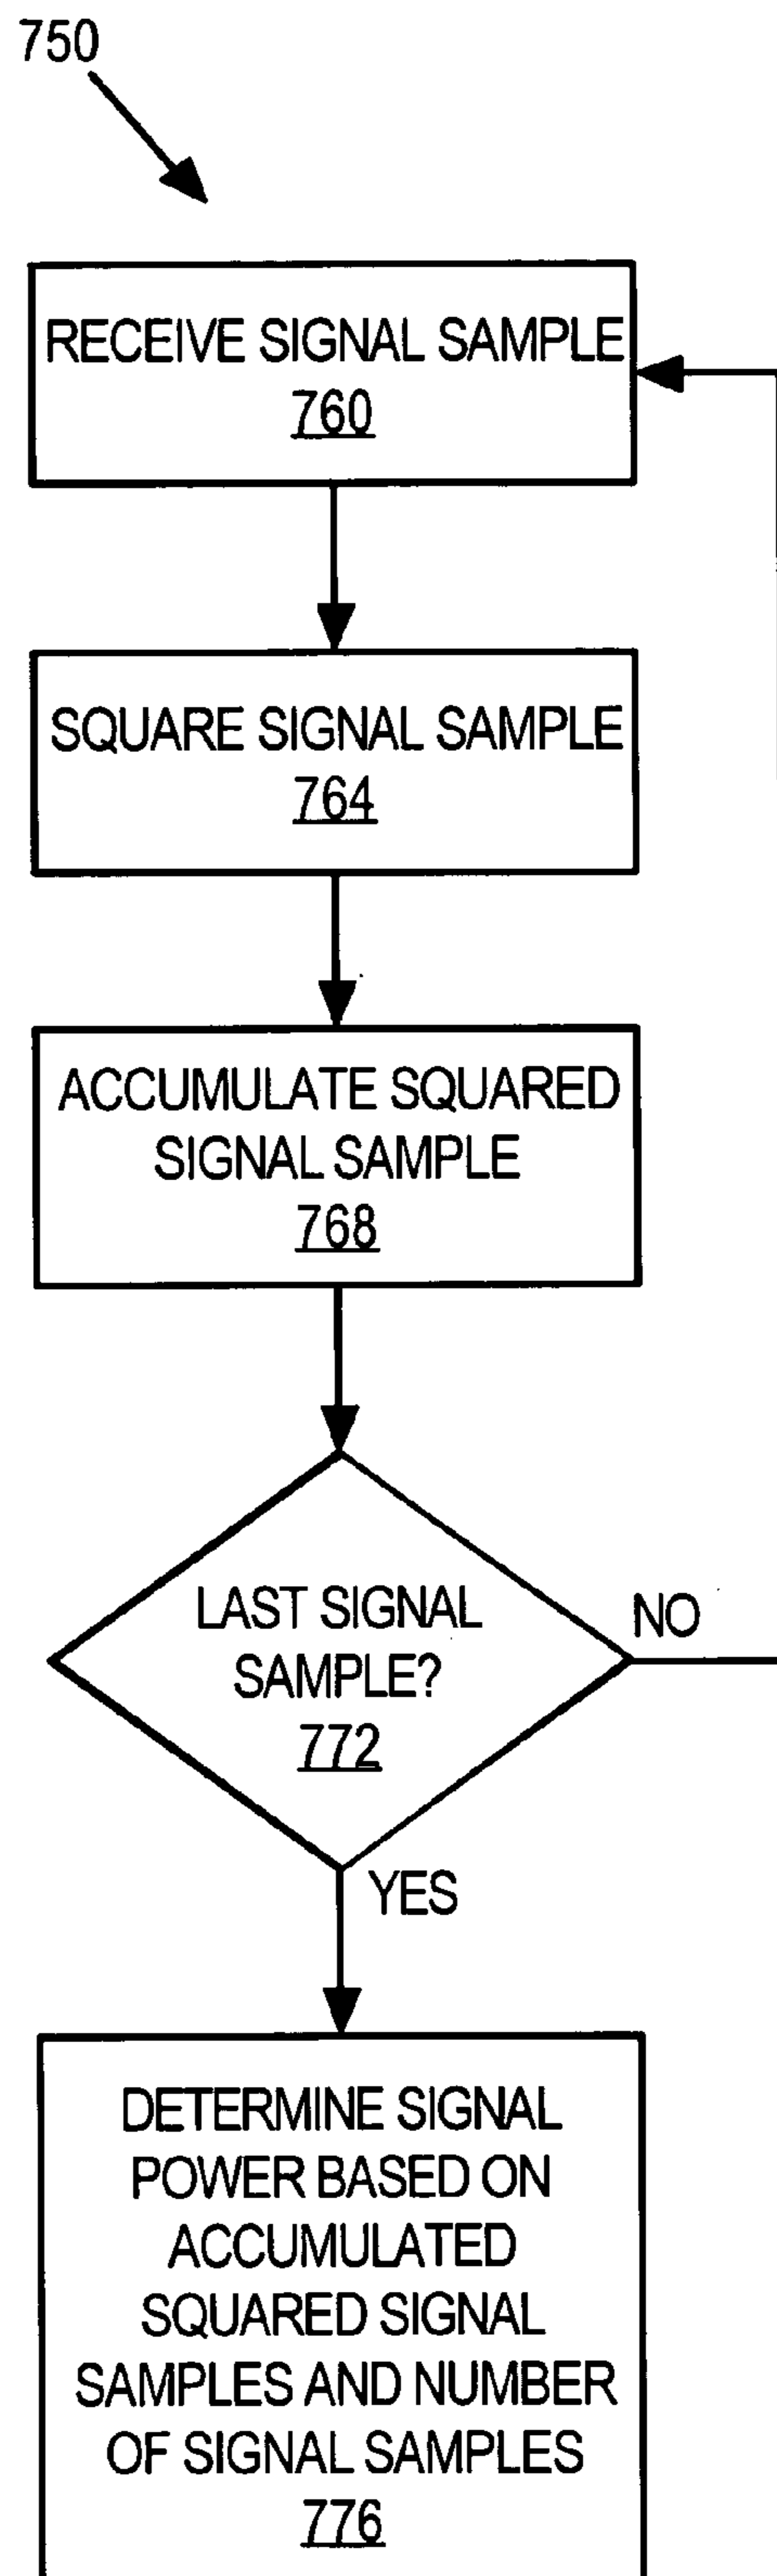 750
RECEIVE SIGNAL SAMPLE
760
SQUARE SIGNAL SAMPLE
764
ACCUMULATE SQUARED
SIGNAL SAMPLE
768
LAST SIGNAL
SAMPLE?
772
NO
YES
DETERMINE SIGNAL
POWER BASED ON
ACCUMULATED
SQUARED SIGNAL
SAMPLES AND NUMBER
OF SIGNAL SAMPLES
776